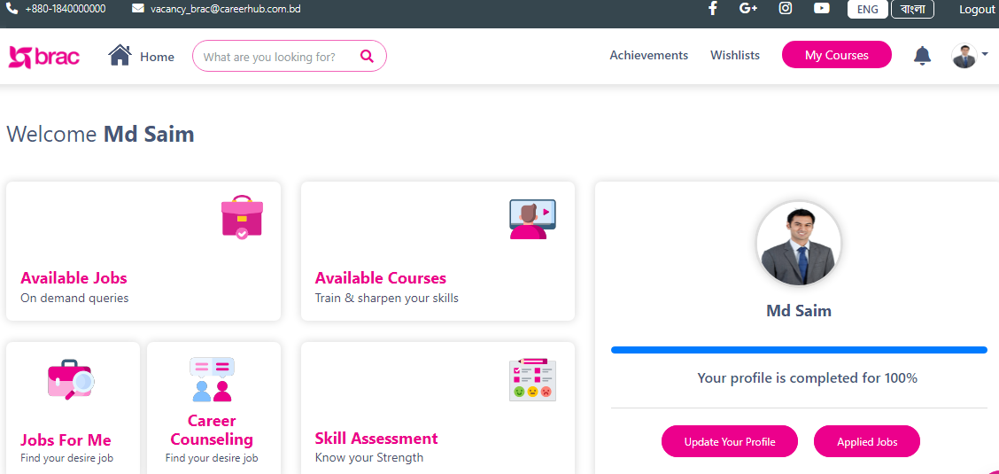 +880-1840000000 vacancy_brac@careerhub.com.bd ENG বাংলা Logout
brac Home What are you looking for? Achievements Wishlists My Courses
Welcome Md Saim
Available Jobs
On demand queries
Available Courses
Train & sharpen your skills
Md Saim
Your profile is completed for 100%
Update Your Profile Applied Jobs
Jobs For Me
Find your desire job
Career
Counseling
Find your desire job
Skill Assessment
Know your Strength